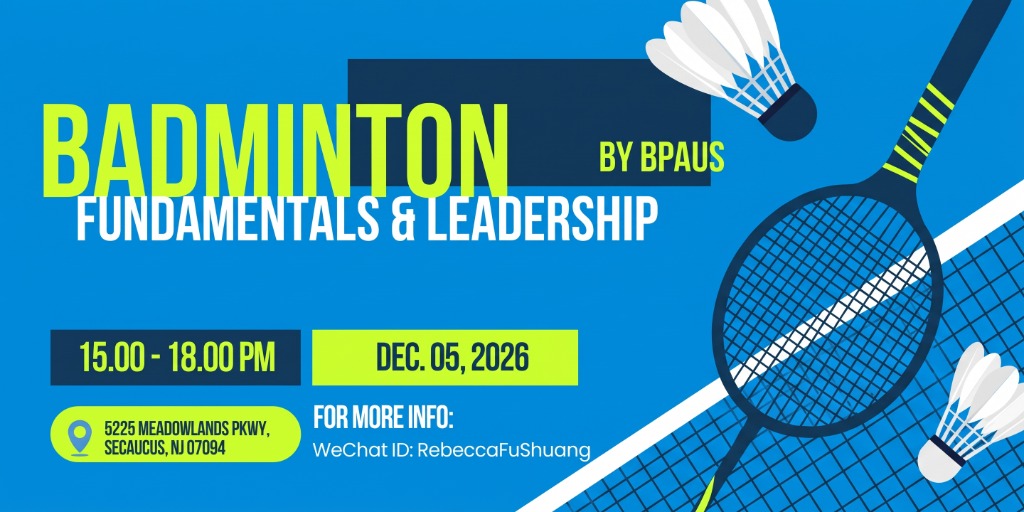 BADMINTON
BY BPAUS
FUNDAMENTALS & LEADERSHIP
15.00 - 18.00 PM
DEC. 05, 2026
5225 MEADOWLANDS PKWY,
SECAUCUS, NJ 07094
FOR MORE INFO:
WeChat ID: RebeccaFuShuang